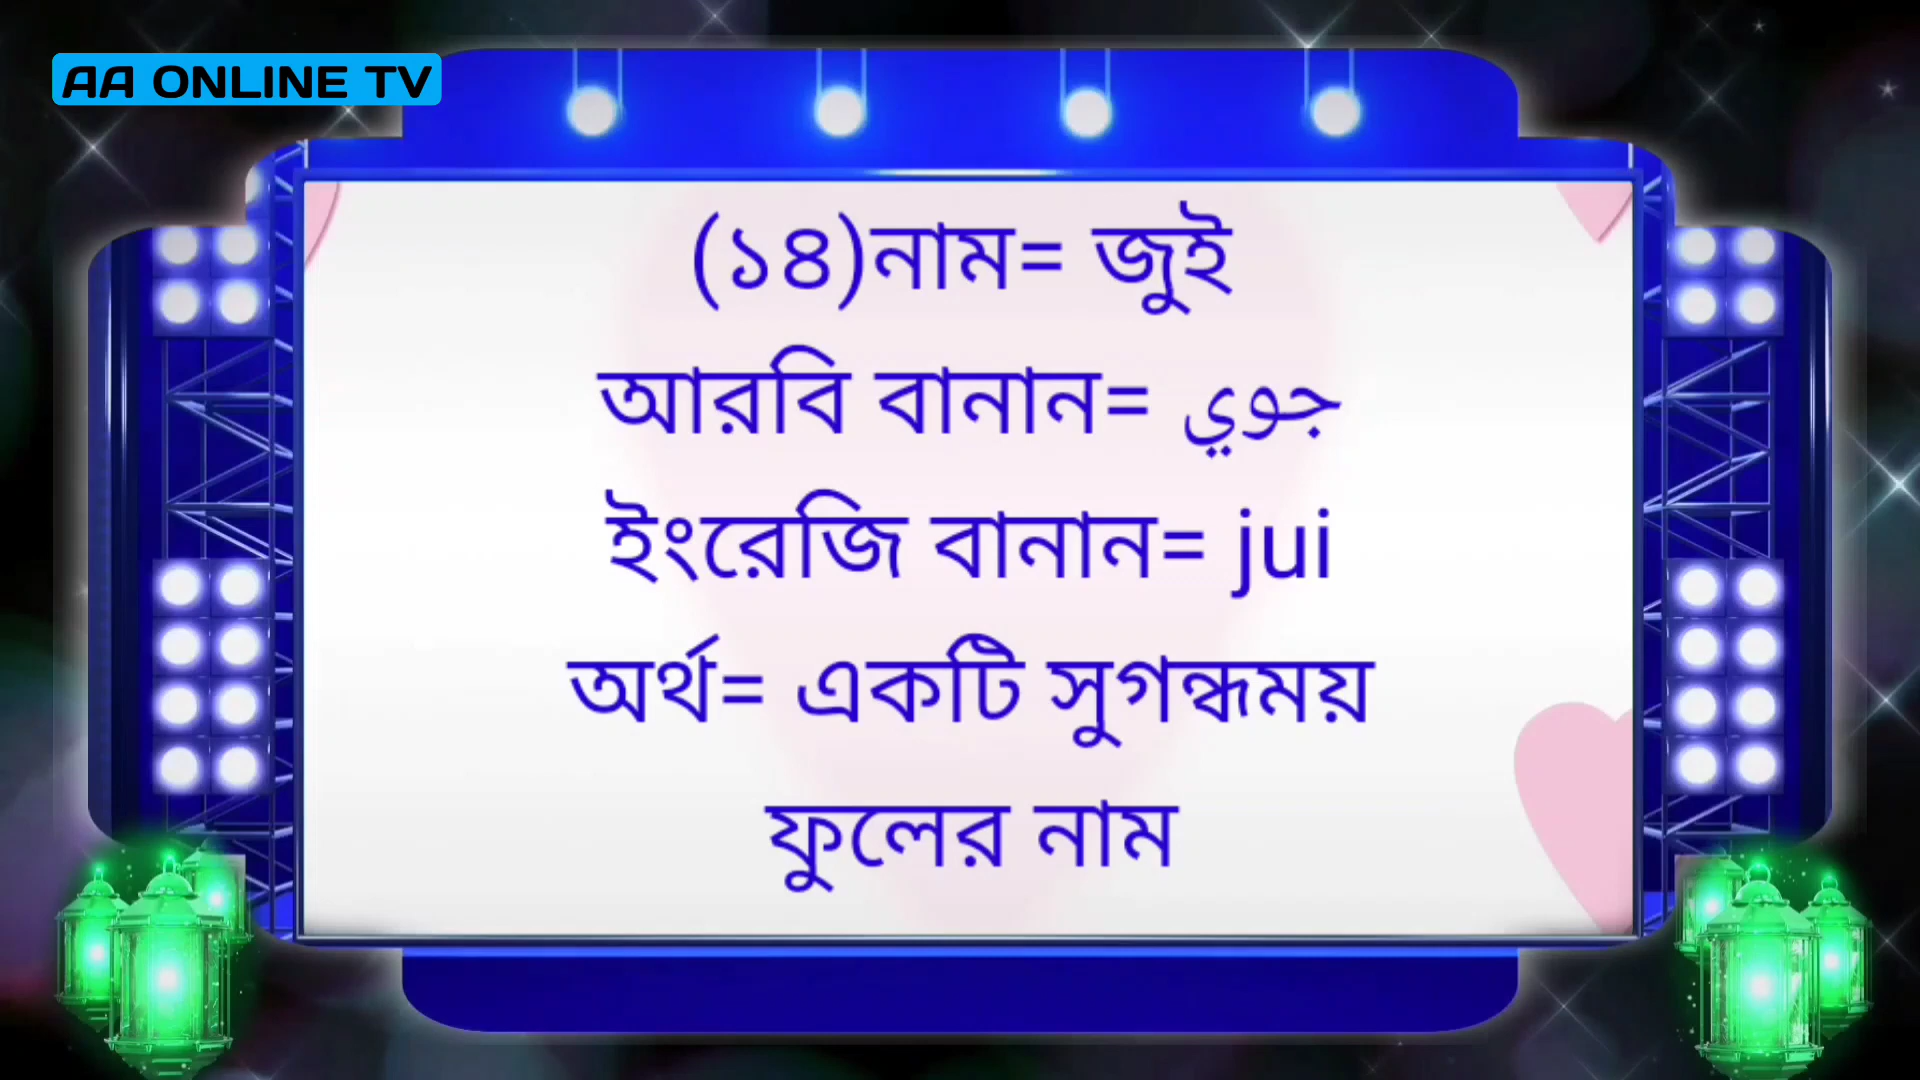 AA ONLINE TV
(১৪)নাম= জুই
আরবি বানান= جوي
ইংরেজি বানান= jui
অর্থ= একটি সুগন্ধময়
ফুলের নাম